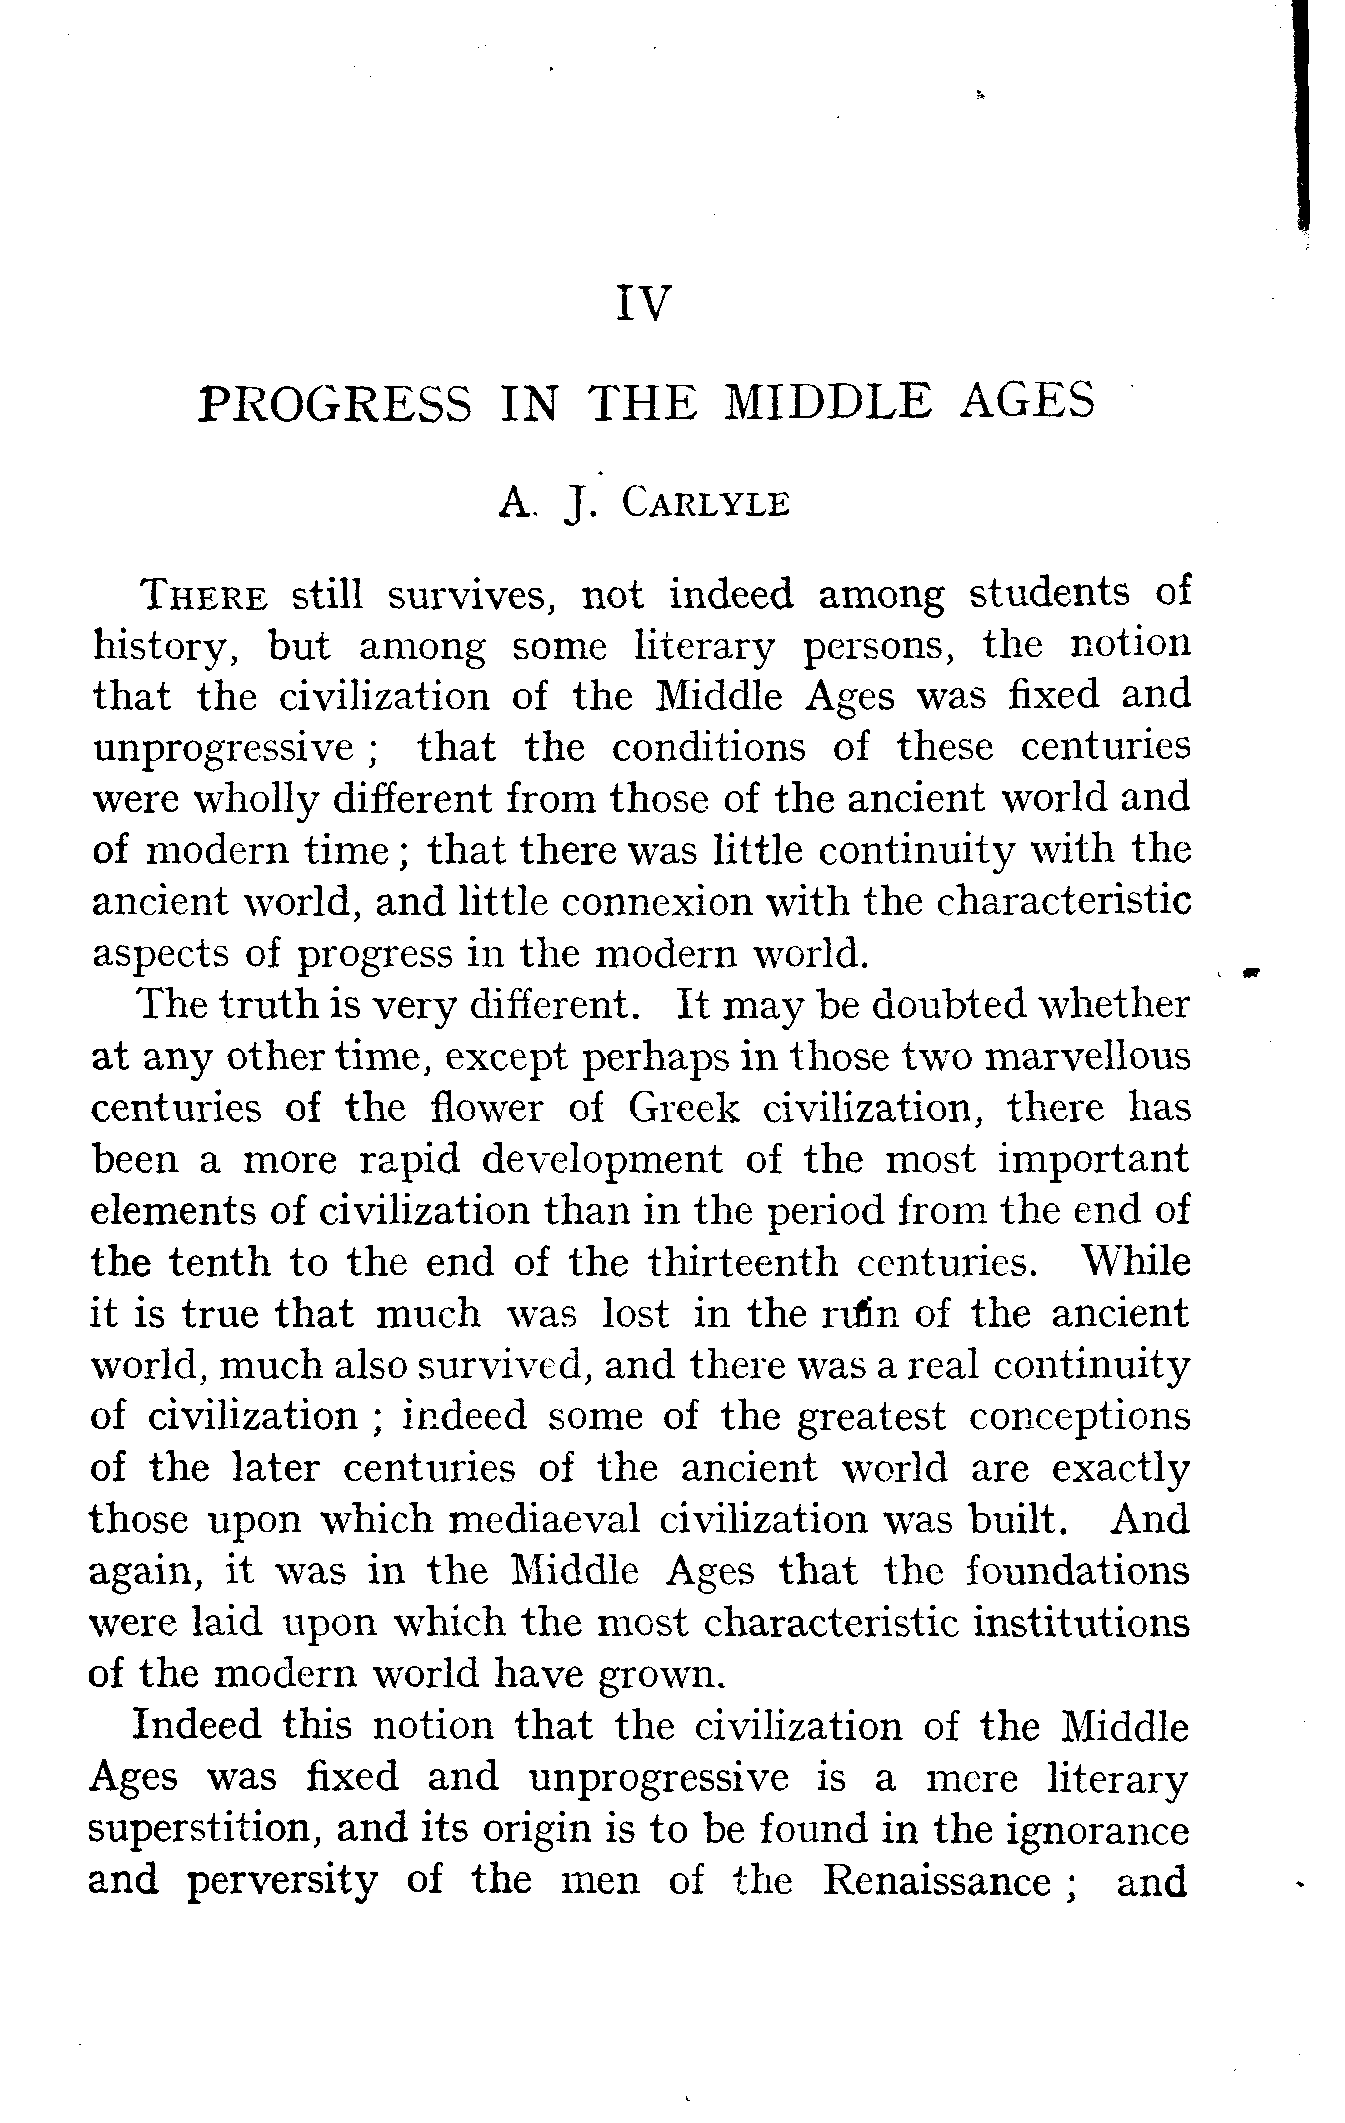 IV
PROGRESS IN THE MIDDLE AGES
A. J. CARLYLE
THERE still survives, not indeed among students of
history, but among some literary persons, the notion
that the civilization of the Middle Ages was fixed and
unprogressive ; that the conditions of these centuries
were wholly different from those of the ancient world and
of modern time ; that there was little continuity with the
ancient world, and little connexion with the characteristic
aspects of progress in the modern world.
The truth is very different. It may be doubted whether
at any other time, except perhaps in those two marvellous
centuries of the flower of Greek civilization, there has
been a more rapid development of the most important
elements of civilization than in the period from the end of
the tenth to the end of the thirteenth centuries. While
it is true that much was lost in the ruin of the ancient
world, much also survived, and there was a real continuity
of civilization ; indeed some of the greatest conceptions
of the later centuries of the ancient world are exactly
those upon which mediaeval civilization was built. And
again, it was in the Middle Ages that the foundations
were laid upon which the most characteristic institutions
of the modern world have grown.
Indeed this notion that the civilization of the Middle
Ages was fixed and unprogressive is a mere literary
superstition, and its origin is to be found in the ignorance
and perversity of the men of the Renaissance ; and